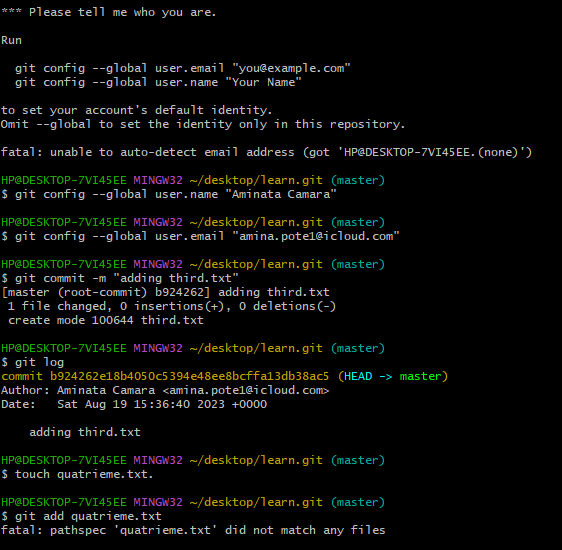 *** Please tell me who you are.
Run
git config --global user.email "you@example.com"
git config --global user.name "Your Name"
to set your account's default identity.
Omit --global to set the identity only in this repository.
fatal: unable to auto-detect email address (got 'HP@DESKTOP-7VI45EE.(none)')
HP@DESKTOP-7VI45EE MINGW32 ~/desktop/learn.git (master)
$ git config --global user.name "Aminata Camara"
HP@DESKTOP-7VI45EE MINGW32 ~/desktop/learn.git (master)
$ git config --global user.email "amina.pote1@icloud.com"
HP@DESKTOP-7VI45EE MINGW32 ~/desktop/learn.git (master)
$ git commit -m "adding third.txt"
[master (root-commit) b924262] adding third.txt
1 file changed, 0 insertions(+), 0 deletions(-)
create mode 100644 third.txt
HP@DESKTOP-7VI45EE MINGW32 ~/desktop/learn.git (master)
$ git log
commit b924262e18b4050c5394e48ee8bcffa13db38ac5 (HEAD -> master)
Author: Aminata Camara <amina.pote1@icloud.com>
Date:   Sat Aug 19 15:36:40 2023 +0000
adding third.txt
HP@DESKTOP-7VI45EE MINGW32 ~/desktop/learn.git (master)
$ touch quatrieme.txt.
HP@DESKTOP-7VI45EE MINGW32 ~/desktop/learn.git (master)
$ git add quatrieme.txt
fatal: pathspec 'quatrieme.txt' did not match any files